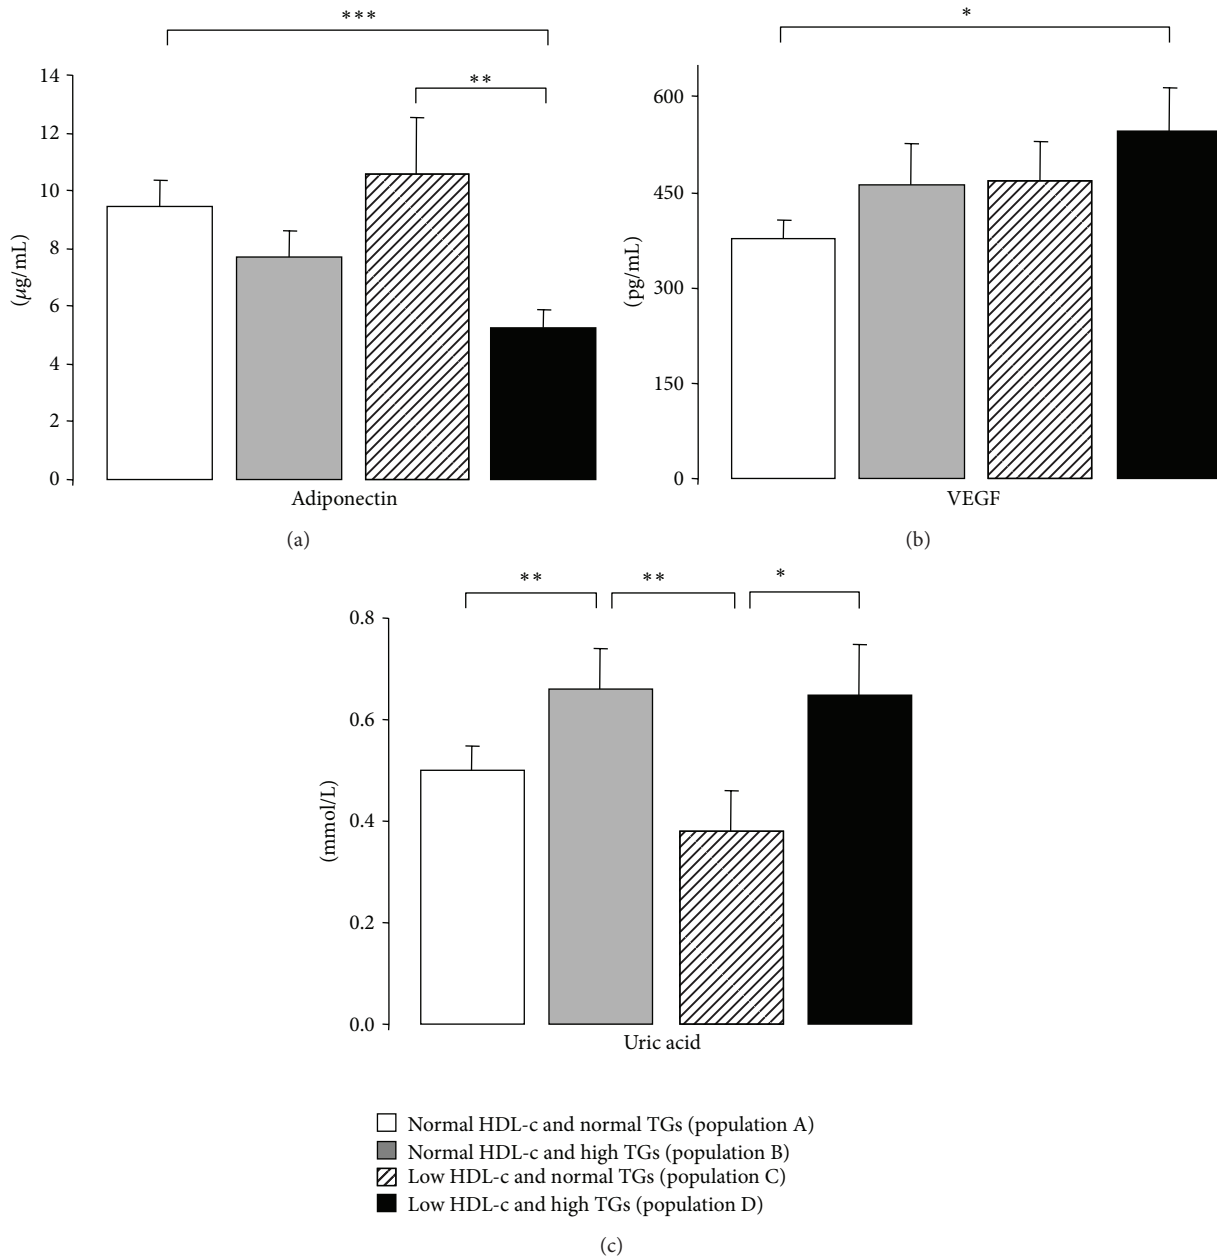 ***
**
14
12
10
8
6
4
2
0
(μg/mL)
Adiponectin
(a)
*
600
450
300
150
0
(pg/mL)
VEGF
(b)
**
**
*
0.8
0.6
0.4
0.2
0.0
(mmol/L)
Uric acid
Normal HDL-c and normal TGs (population A)
Normal HDL-c and high TGs (population B)
Low HDL-c and normal TGs (population C)
Low HDL-c and high TGs (population D)
(c)